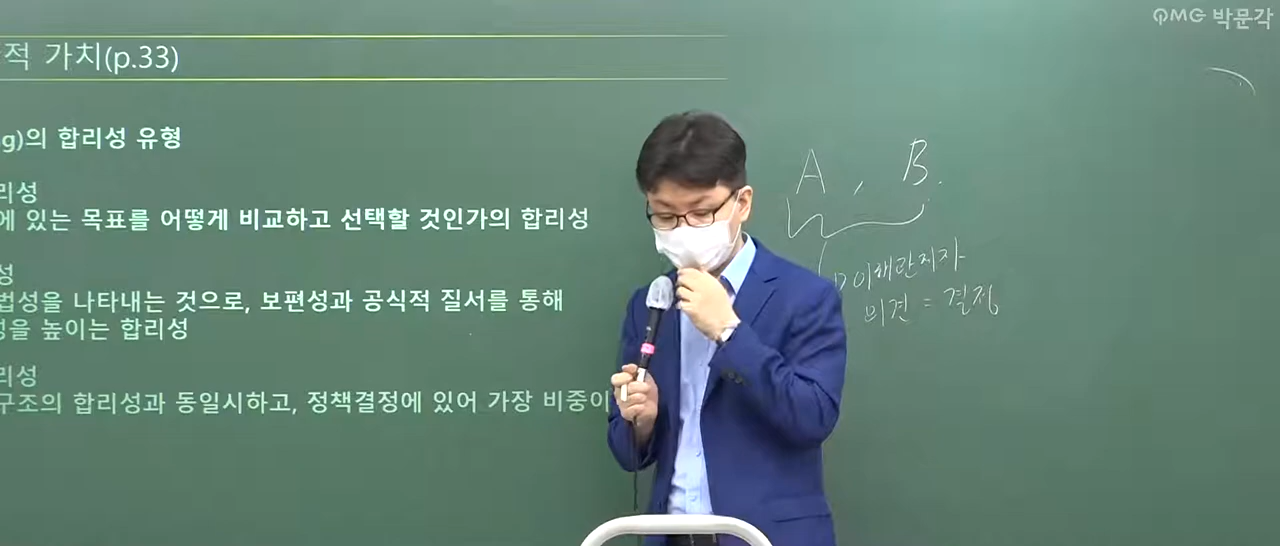 PMG 박문각
적 가치(p.33)
g)의 합리성 유형
리성
에 있는 목표를 어떻게 비교하고 선택할 것인가의 합리성
성
법성을 나타내는 것으로, 보편성과 공식적 질서를 통해
성을 높이는 합리성
리성
구조의 합리성과 동일시하고, 정책결정에 있어 가장 비중이
A , B.
1) 이해관계자
의견 = 결정